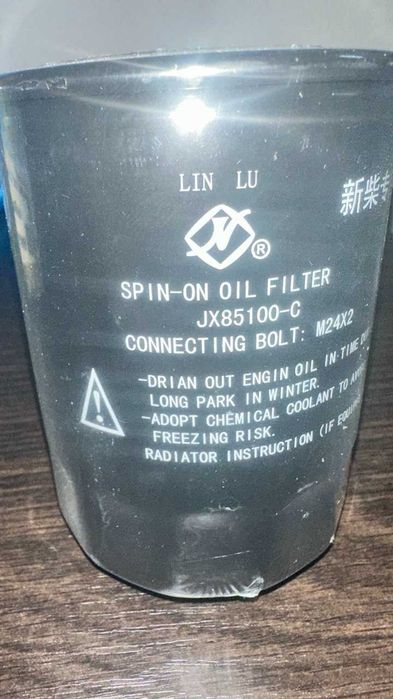 LIN LU
新柴专
®
SPIN-ON OIL FILTER
JX85100-C
CONNECTING BOLT: M24X2
-DRIAN OUT ENGIN OIL IN TIME
LONG PARK IN WINTER.
-ADOPT CHEMICAL COOLANT TO
FREEZING RISK.
RADIATOR INSTRUCTION (IF